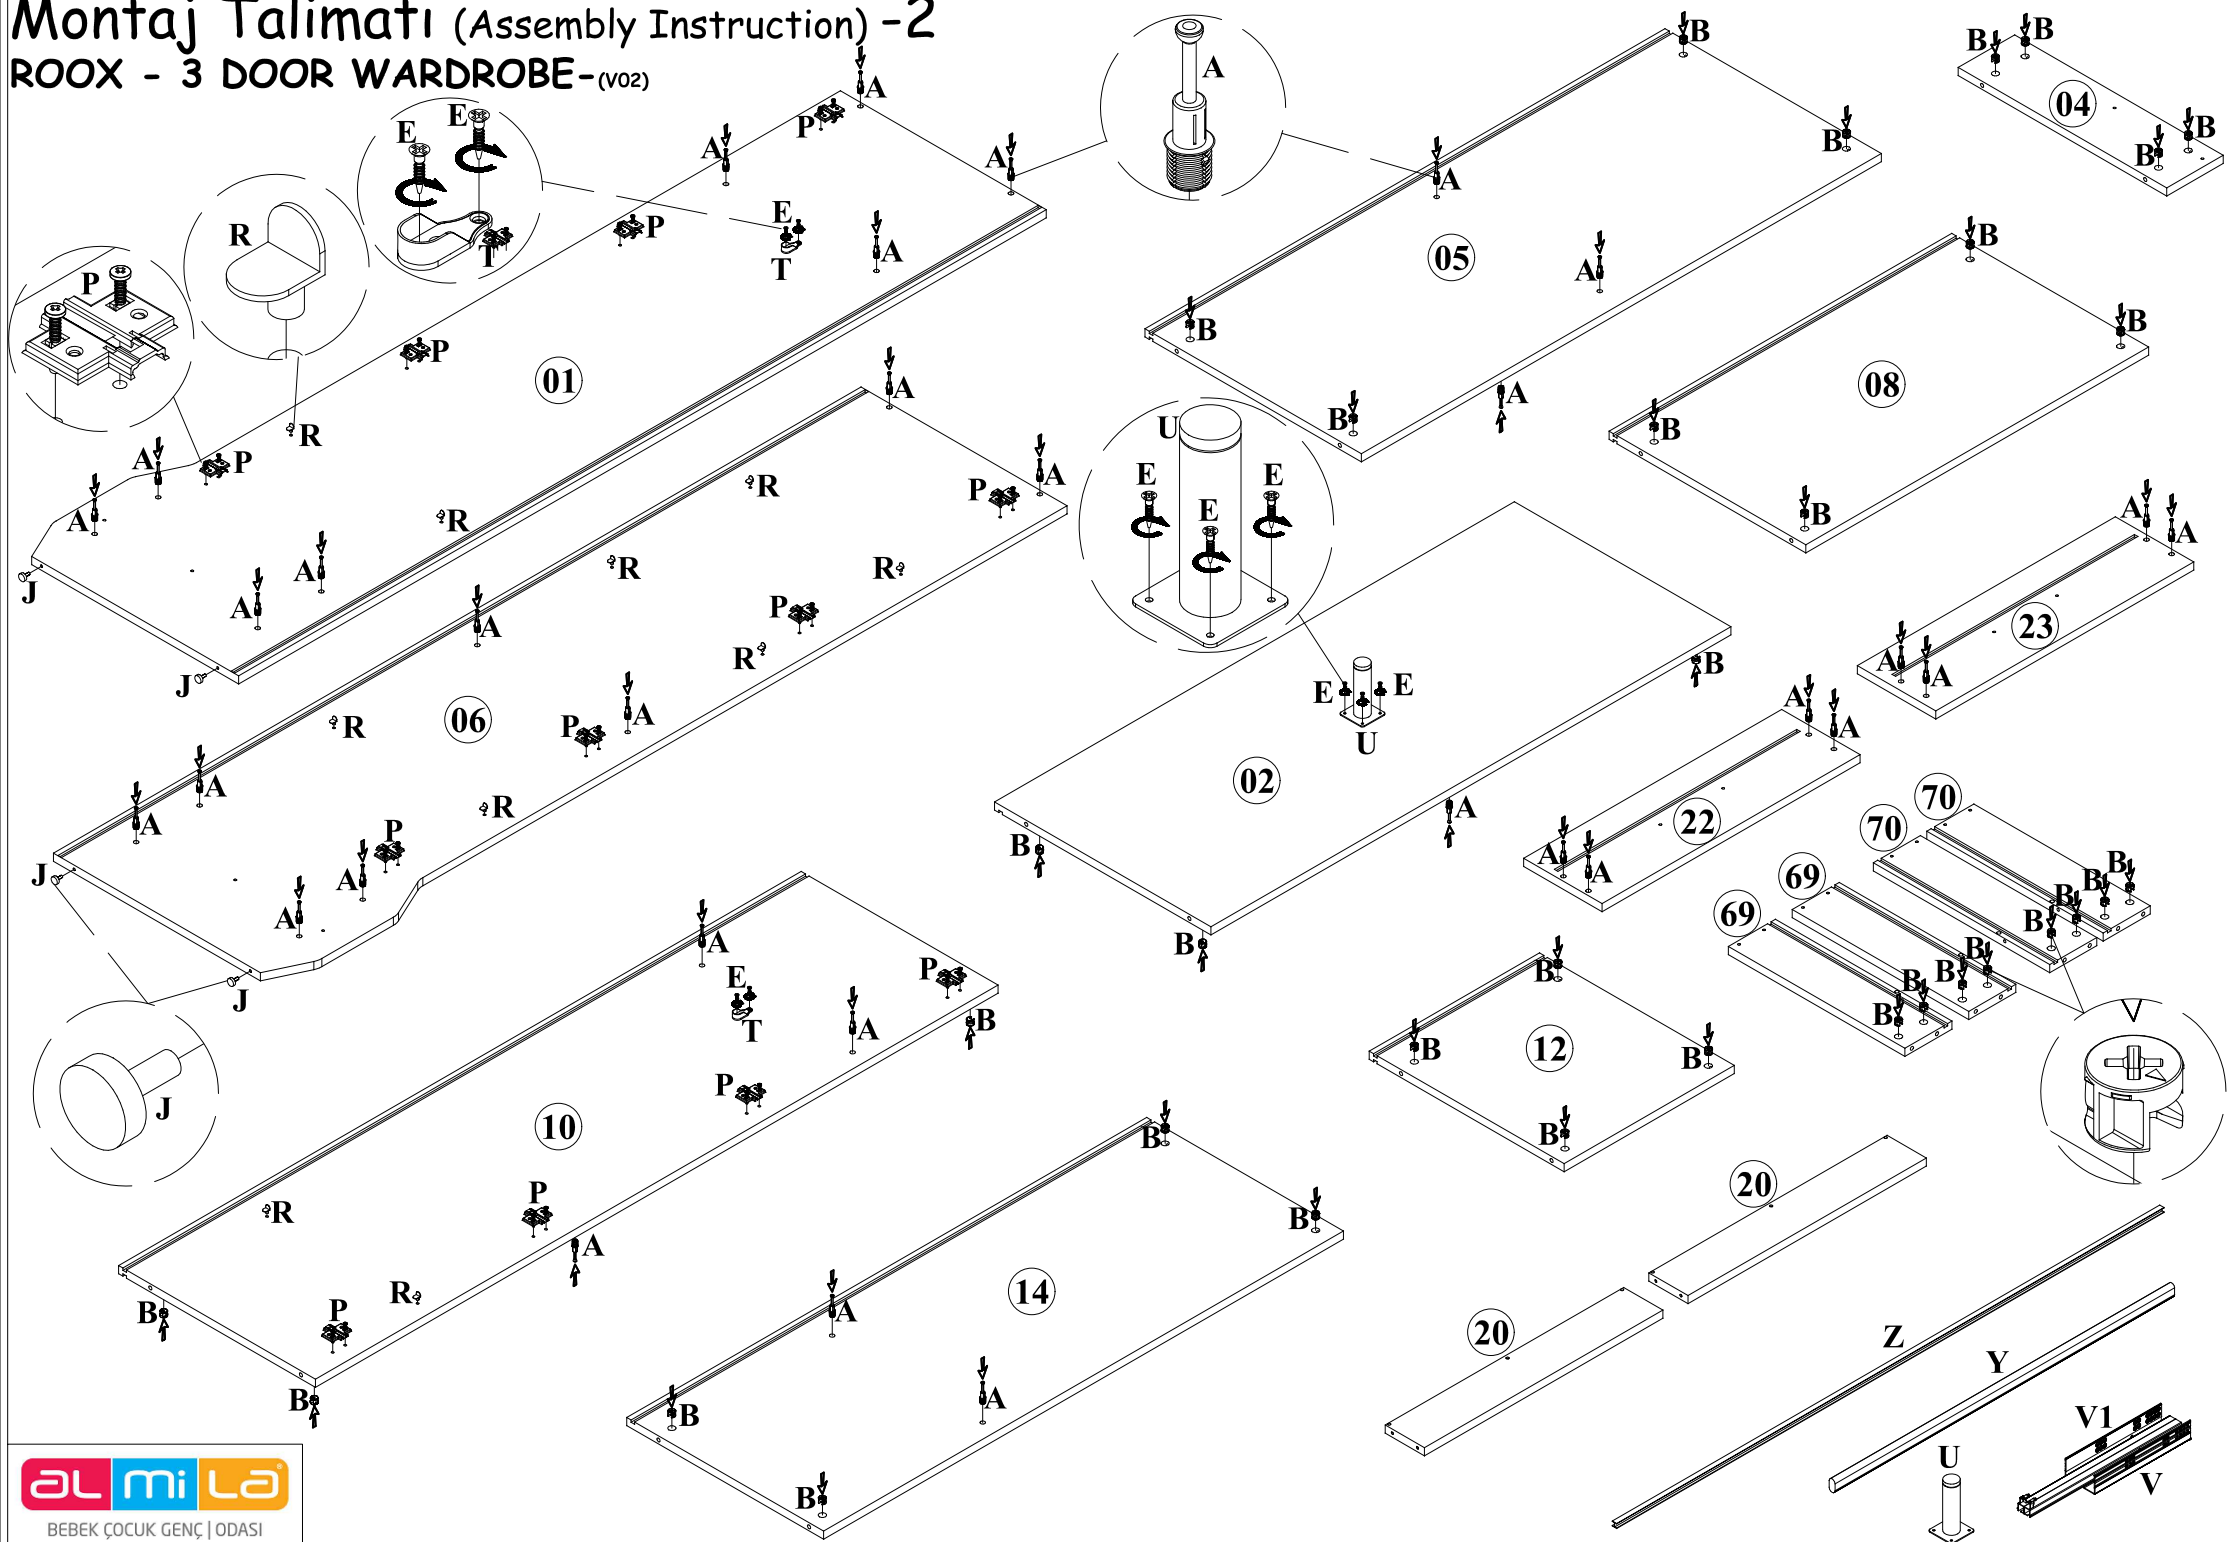 Montaj Talimatı (Assembly Instruction) -2
ROOX - 3 DOOR WARDROBE-(V02)
A
B
B
B
A
E
E
P
A
A
A
B
B
B
04
R
T
P
E
T
A
A
05
A
B
B
P
P
01
B
B
08
B
A
B
A
U
B
R
A
P
R
P
A
E
E
E
A
A
A
R
A
R
R
P
23
A
A
J
A
J
R
P
A
B
E
E
U
A
A
R
06
P
A
02
22
70
70
A
A
A
B
A
A
69
69
B
B
B
B
J
P
A
A
J
B
B
B
B
B
A
P
E
T
A
B
B
B
12
B
B
J
10
P
B
20
R
P
A
B
14
20
Z
Y
B
R
P
A
B
B
A
B
V1
U
V
aLmiLa®
BEBEK ÇOCUK GENÇ | ODASI